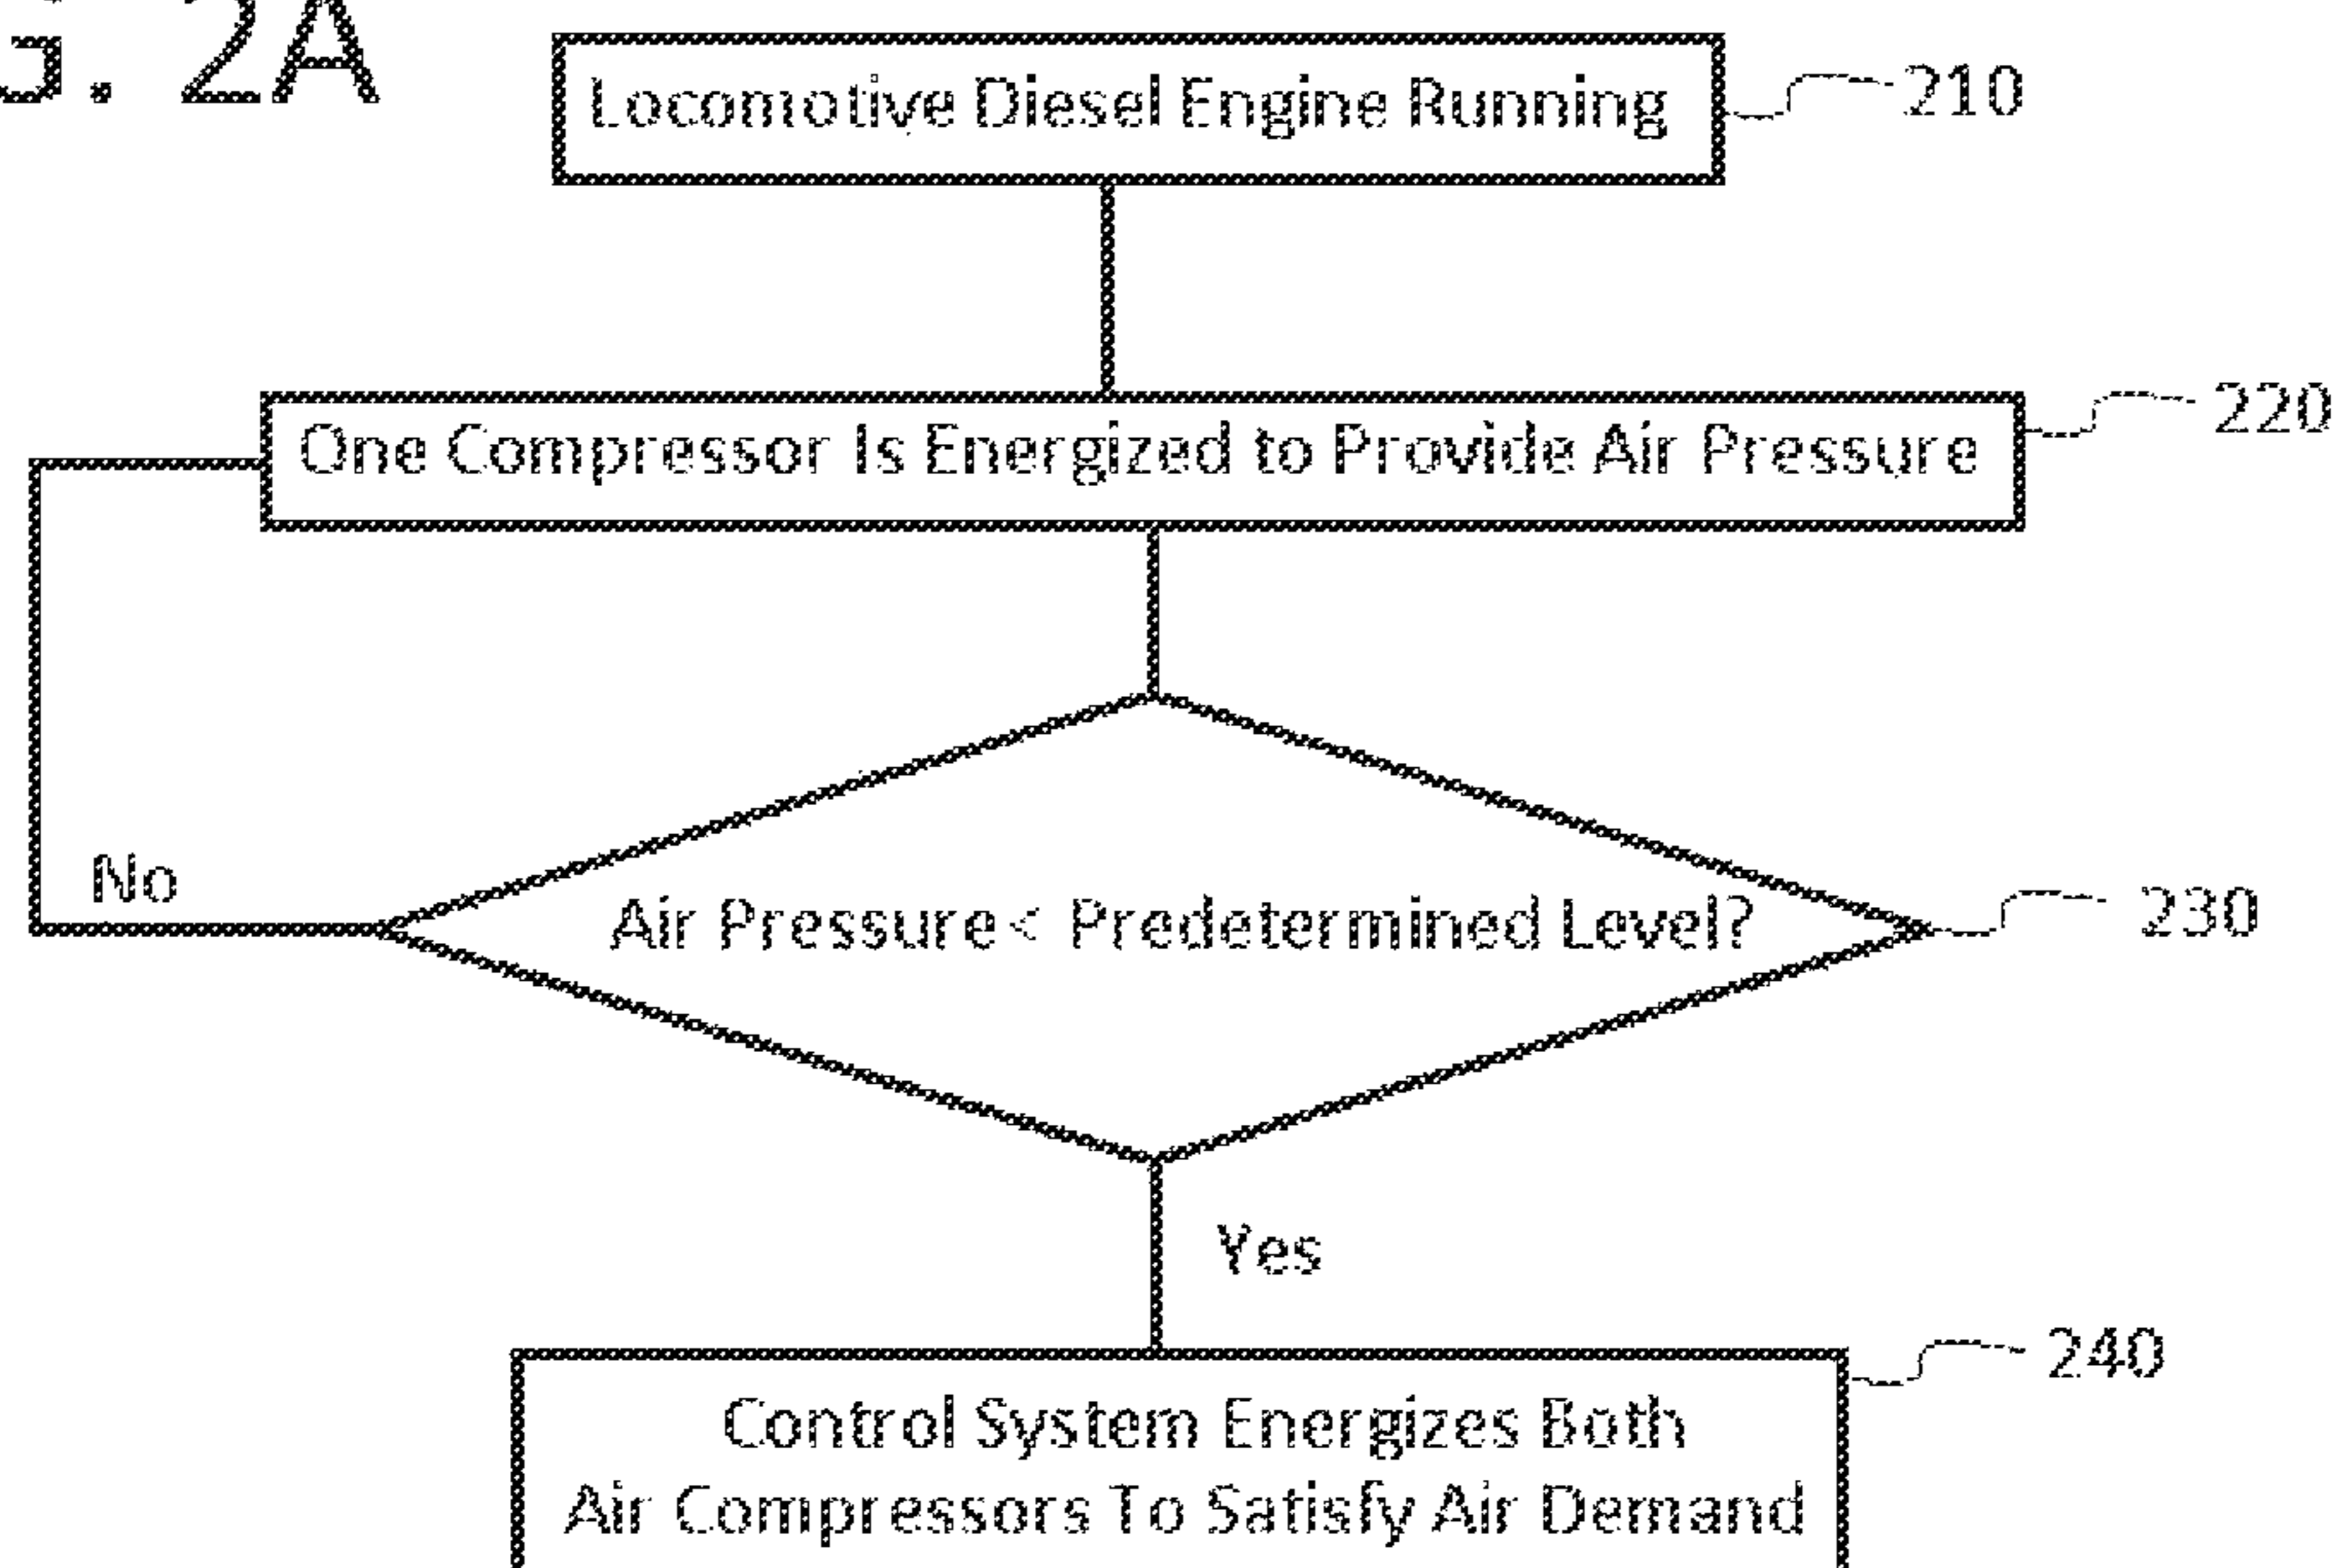 G. 2A
Locomotive Diesel Engine Running
210
One Compressor Is Energized to Provide Air Pressure
220
No
Air Pressure < Predetermined Level?
230
Yes
240
Control System Energizes Both
Air Compressors To Satisfy Air Demand